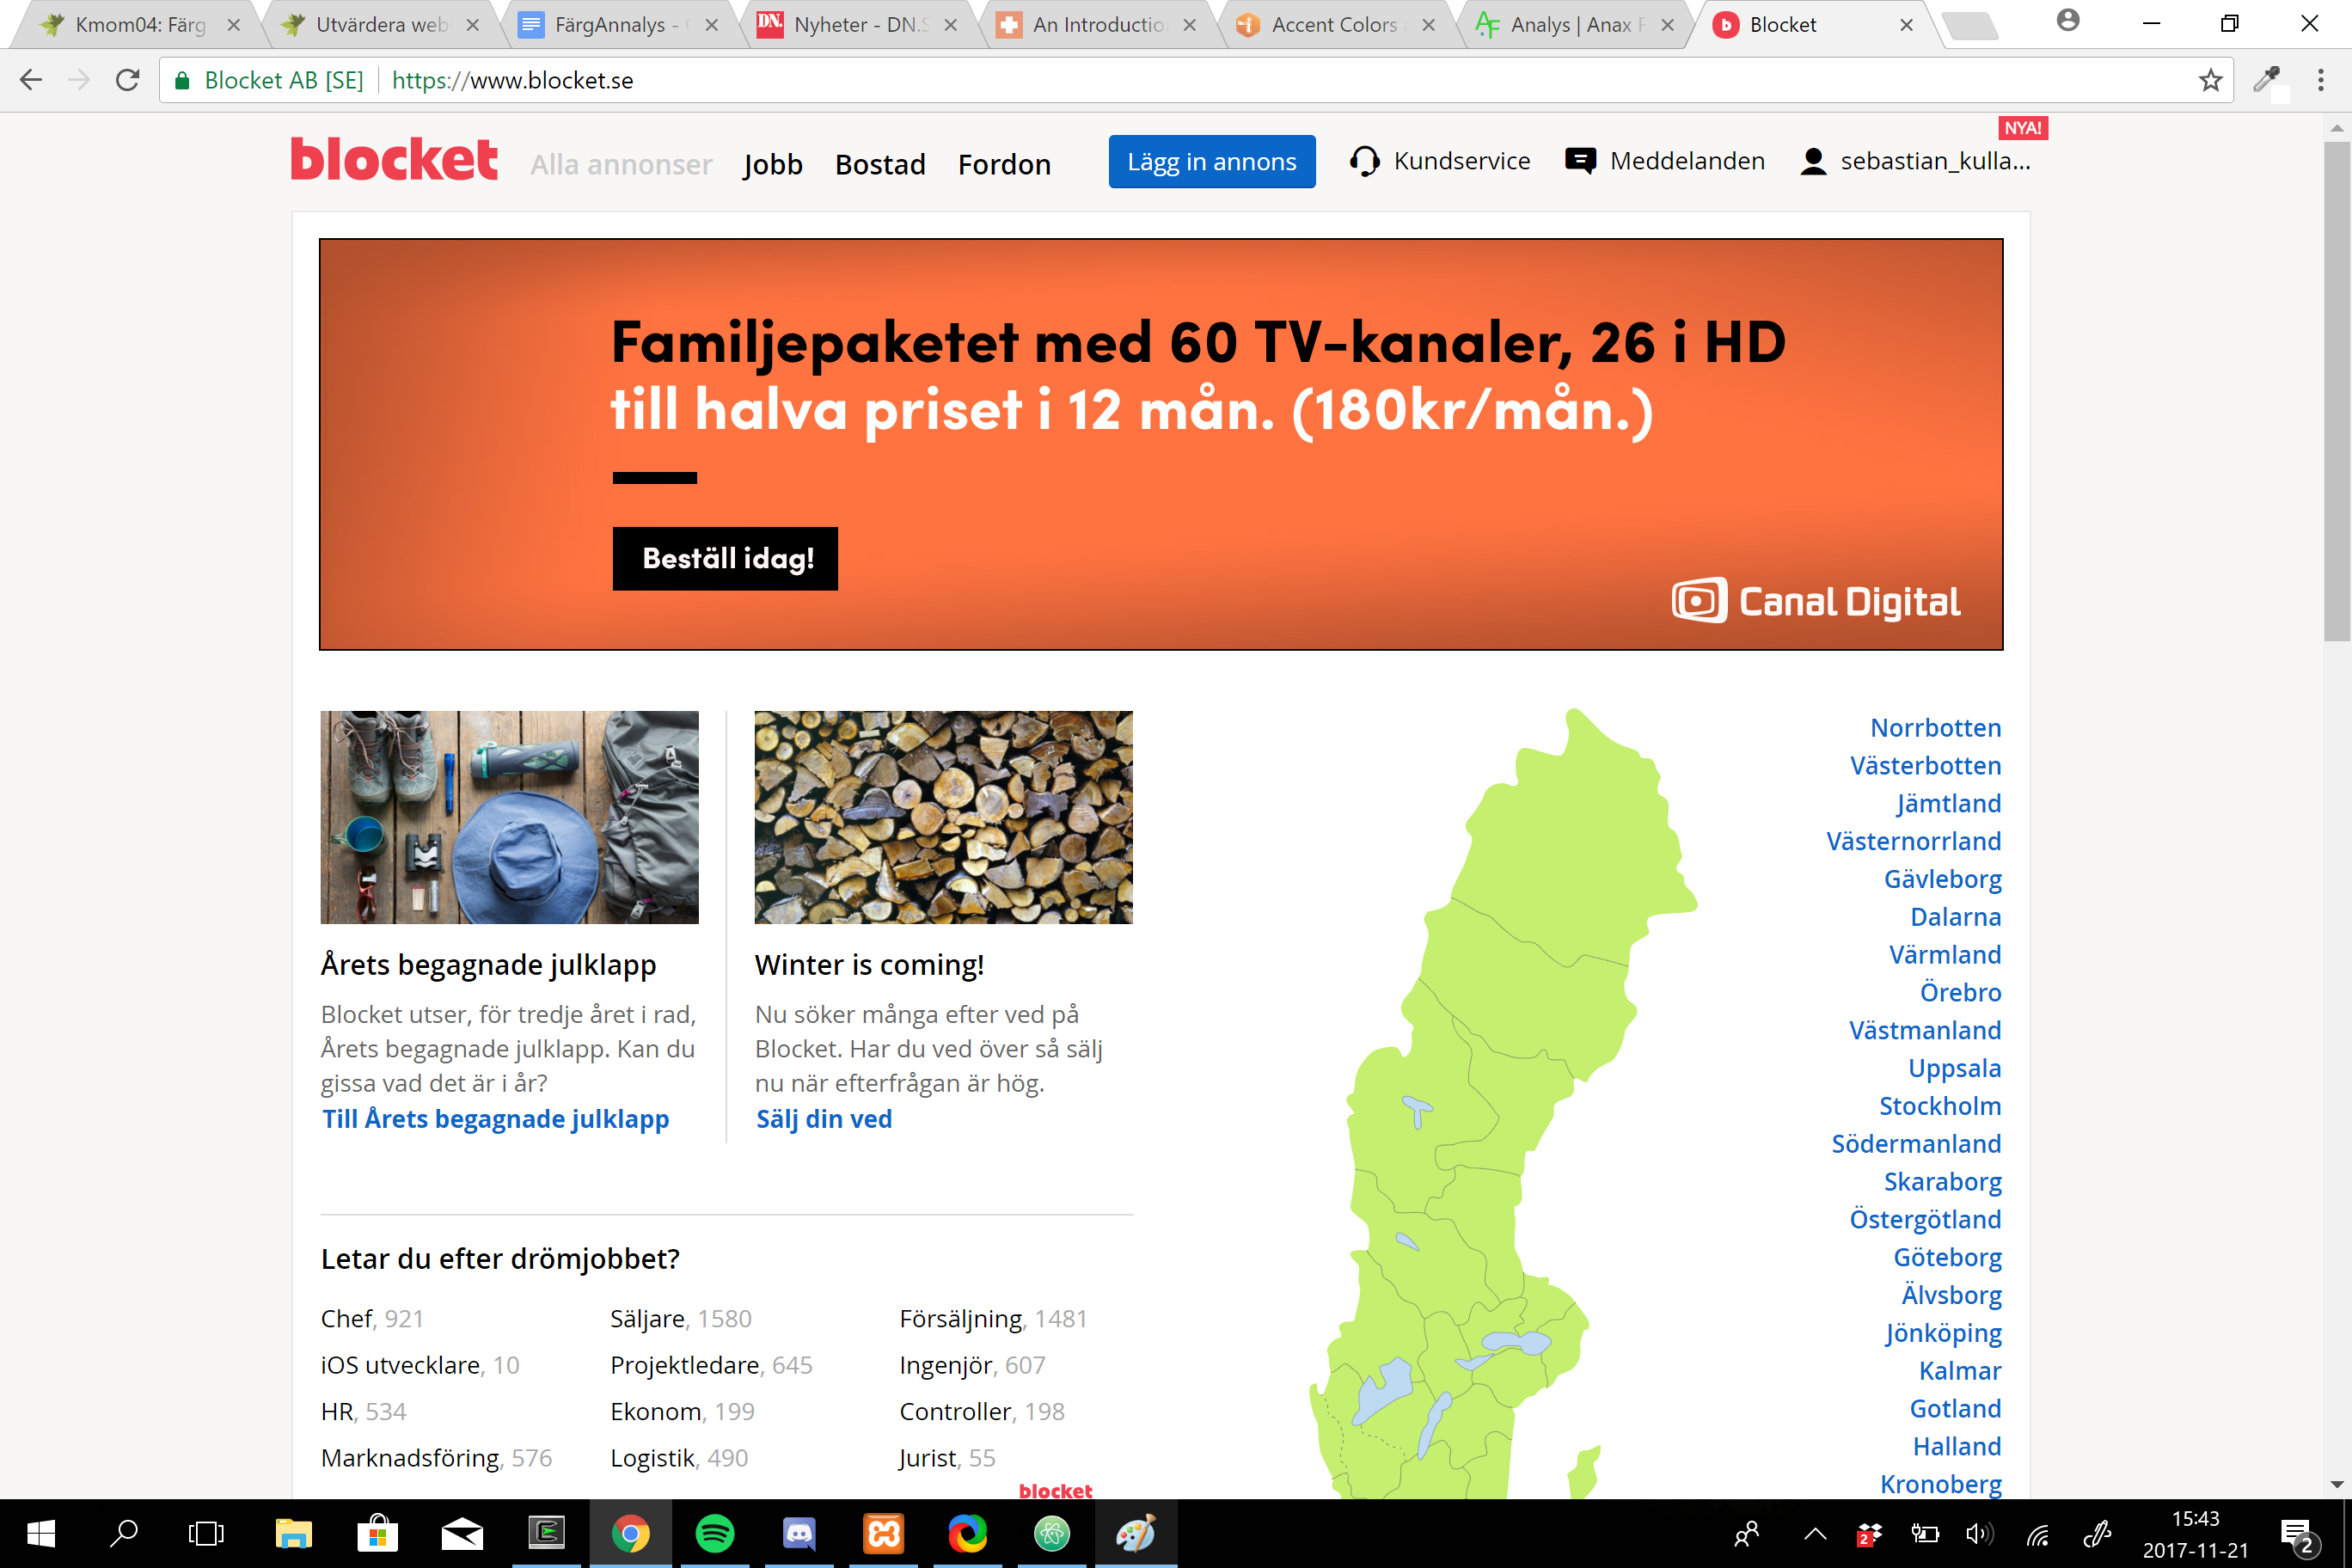 Kmom04: Färg
Utvärdera web
FärgAnnalys -
Nyheter - DN.S
An Introductio
Accent Colors
Analys | Anax F
Blocket
Blocket AB [SE]
https://www.blocket.se
NYA!
blocket
Alla annonser
Jobb
Bostad
Fordon
Lägg in annons
Kundservice
Meddelanden
sebastian_kulla...
Familjepaketet med 60 TV-kanaler, 26 i HD
till halva priset i 12 mån. (180kr/mån.)
Beställ idag!
Canal Digital
Årets begagnade julklapp
Blocket utser, för tredje året i rad,
Årets begagnade julklapp. Kan du
gissa vad det är i år?
Till Årets begagnade julklapp
Winter is coming!
Nu söker många efter ved på
Blocket. Har du ved över så sälj
nu när efterfrågan är hög.
Sälj din ved
Norrbotten
Västerbotten
Jämtland
Västernorrland
Gävleborg
Dalarna
Värmland
Örebro
Västmanland
Uppsala
Stockholm
Södermanland
Skaraborg
Östergötland
Göteborg
Älvsborg
Jönköping
Kalmar
Gotland
Halland
Kronoberg
Letar du efter drömjobbet?
Chef, 921
Säljare, 1580
Försäljning, 1481
iOS utvecklare, 10
Projektledare, 645
Ingenjör, 607
HR, 534
Ekonom, 199
Controller, 198
Marknadsföring, 576
Logistik, 490
Jurist, 55
blocket
15:43
2017-11-21
2
2